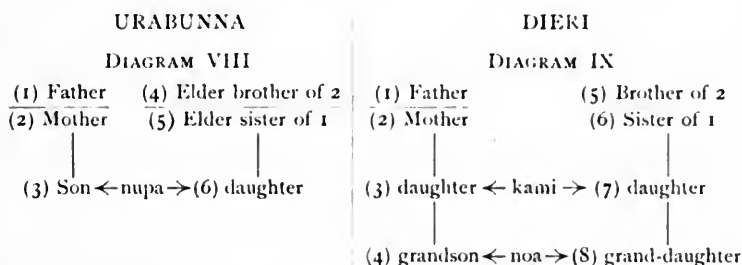 URABUNNA
DIAGRAM VIII
(1) Father (4) Elder brother of 2
(2) Mother (5) Elder sister of 1
(3) Son ←nupa→ (6) daughter
DIERI
DIAGRAM IX
(1) Father (5) Brother of 2
(2) Mother (6) Sister of 1
(3) daughter ← kami → (7) daughter
(4) grandson ← noa → (8) grand-daughter